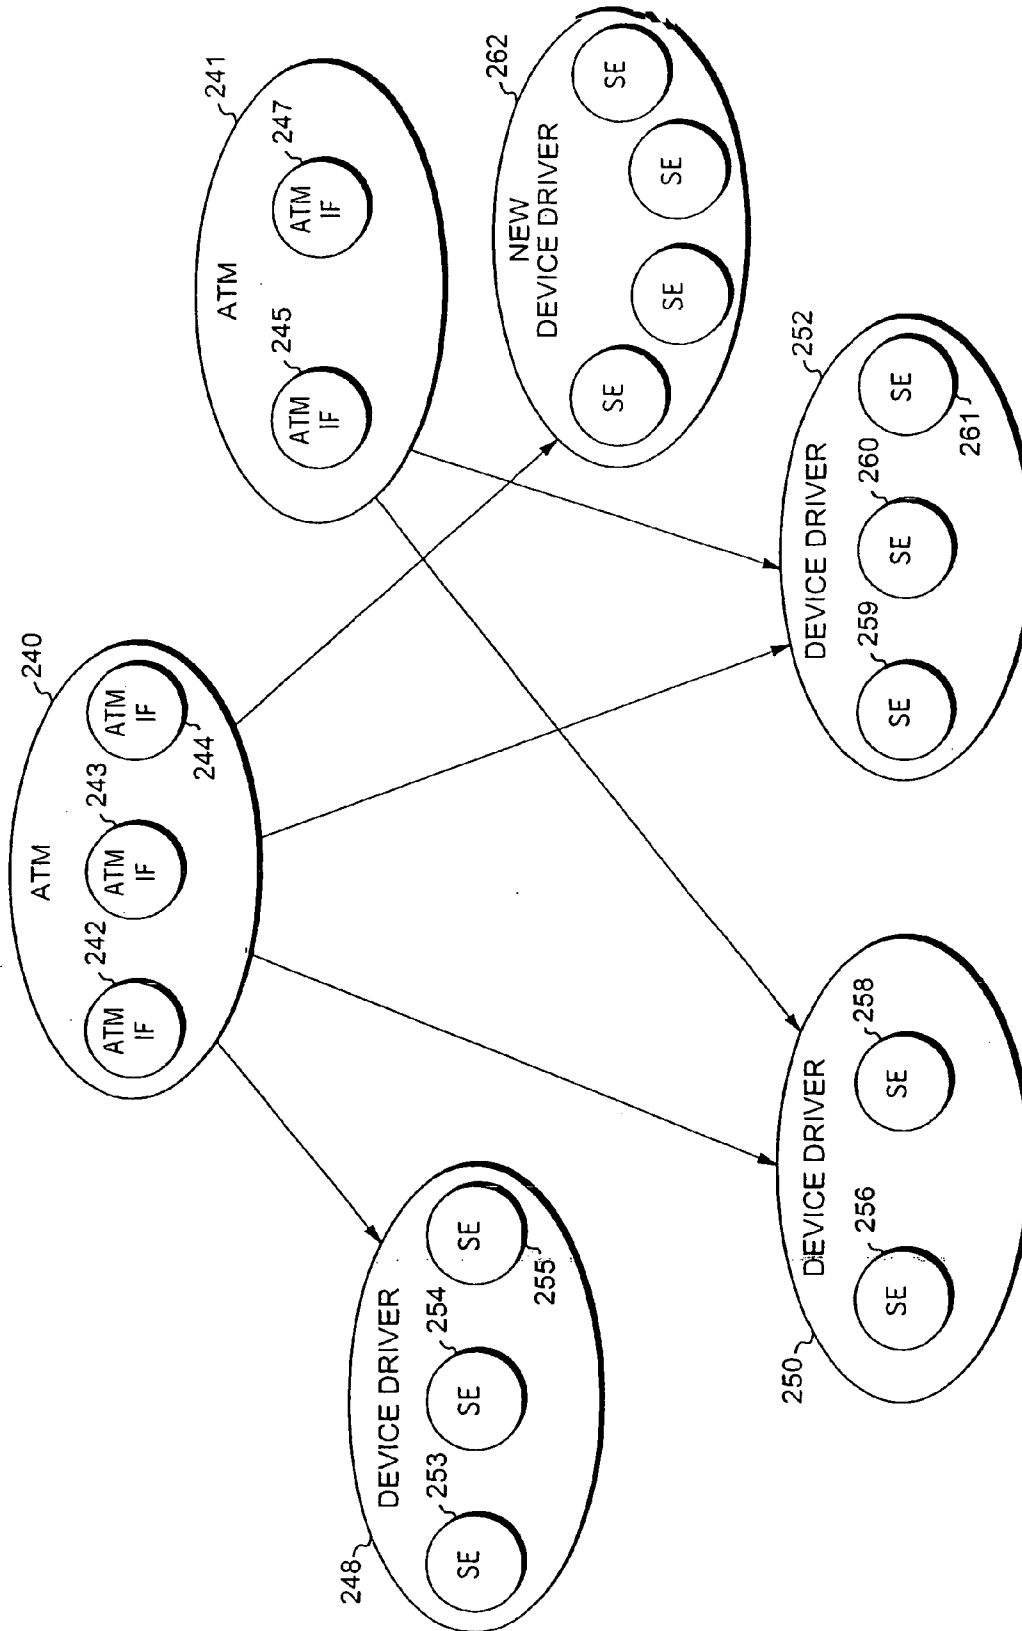 240
ATM
242
243
ATM
IF
ATM
IF
ATM
IF
244
241
ATM
245
247
ATM
IF
ATM
IF
248
DEVICE DRIVER
253
254
SE
SE
SE
255
262
NEW
DEVICE DRIVER
SE
SE
SE
SE
250
DEVICE DRIVER
256
258
SE
SE
252
DEVICE DRIVER
259
260
SE
SE
SE
261